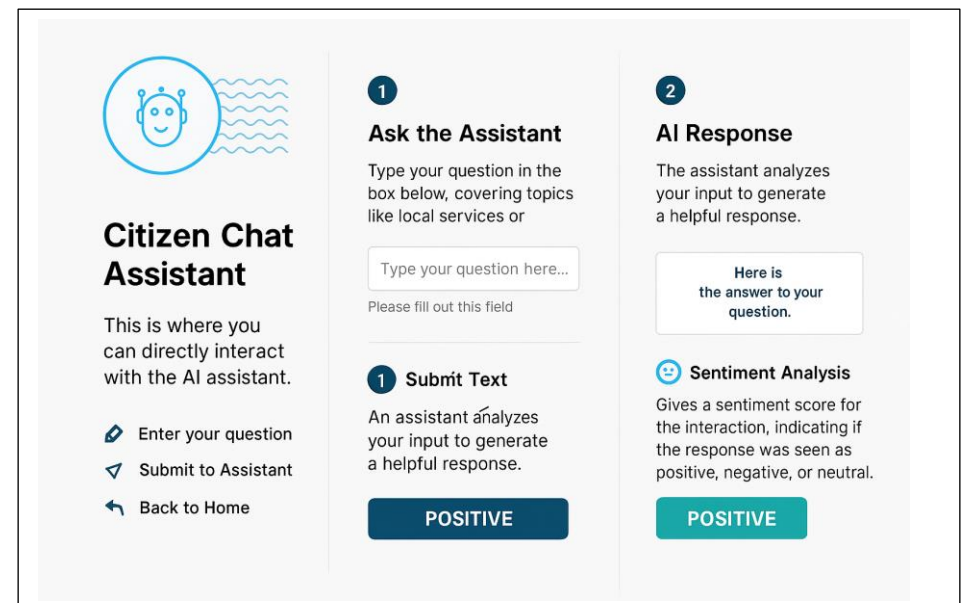 Citizen Chat
Assistant
This is where you
can directly interact
with the AI assistant.
Enter your question
Submit to Assistant
Back to Home
1
Ask the Assistant
Type your question in the
box below, covering topics
like local services or
Type your question here...
Please fill out this field
1 Submit Text
An assistant analyzes
your input to generate
a helpful response.
POSITIVE
2
AI Response
The assistant analyzes
your input to generate
a helpful response.
Here is
the answer to your
question.
Sentiment Analysis
Gives a sentiment score for
the interaction, indicating if
the response was seen as
positive, negative, or neutral.
POSITIVE